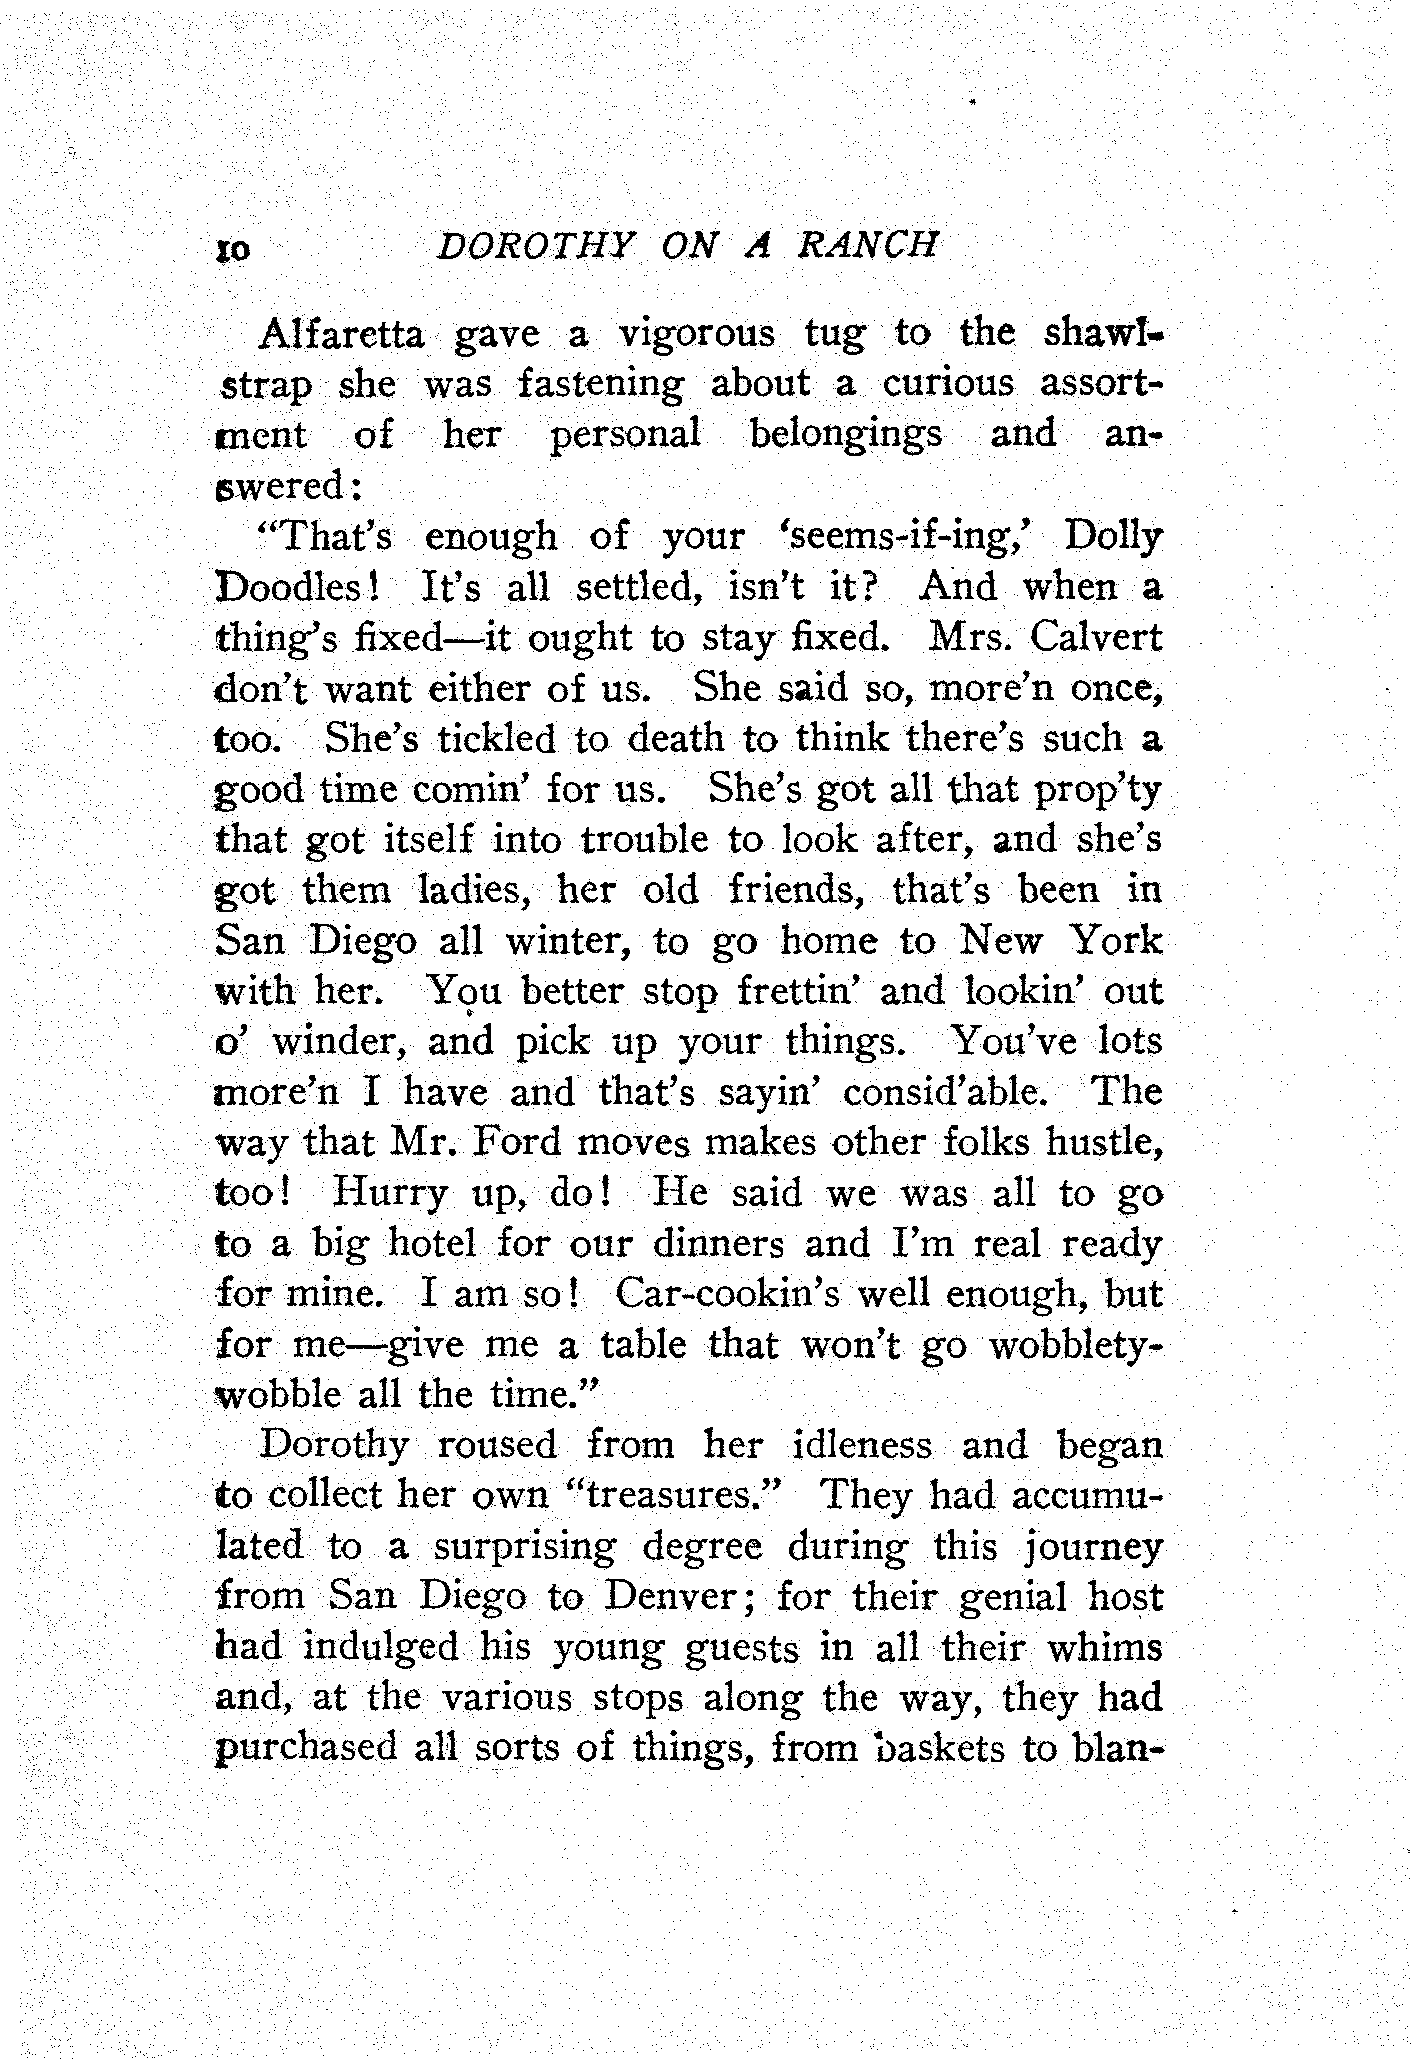 10 DOROTHY ON A RANCH
Alfaretta gave a vigorous tug to the shawl-
strap she was fastening about a curious assort-
ment of her personal belongings and an-
swered:
“That’s enough of your ‘seems-if-ing,’ Dolly
Doodles! It’s all settled, isn’t it? And when a
thing’s fixed—it ought to stay fixed. Mrs. Calvert
don’t want either of us. She said so, more’n once,
too. She’s tickled to death to think there’s such a
good time comin’ for us. She’s got all that prop’ty
that got itself into trouble to look after, and she’s
got them ladies, her old friends, that’s been in
San Diego all winter, to go home to New York
with her. You better stop frettin’ and lookin’ out
o’ winder, and pick up your things. You’ve lots
more’n I have and that’s sayin’ consid’able. The
way that Mr. Ford moves makes other folks hustle,
too! Hurry up, do! He said we was all to go
to a big hotel for our dinners and I’m real ready
for mine. I am so! Car-cookin’s well enough, but
for me—give me a table that won’t go wobblety-
wobble all the time.”
Dorothy roused from her idleness and began
to collect her own “treasures.” They had accumu-
lated to a surprising degree during this journey
from San Diego to Denver; for their genial host
had indulged his young guests in all their whims
and, at the various stops along the way, they had
purchased all sorts of things, from baskets to blan-